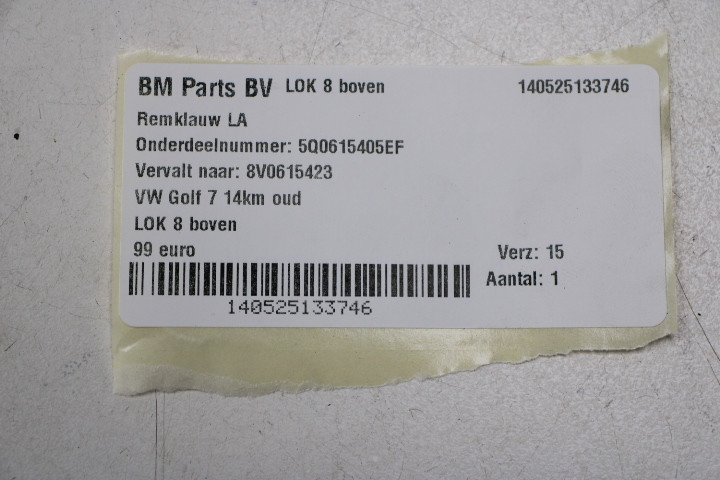 BM Parts BV LOK 8 boven 140525133746
Remklauw LA
Onderdeelnummer: 5Q0615405EF
Vervalt naar: 8V0615423
VW Golf 7 14km oud
LOK 8 boven
99 euro Verz: 15
Aantal: 1
140525133746